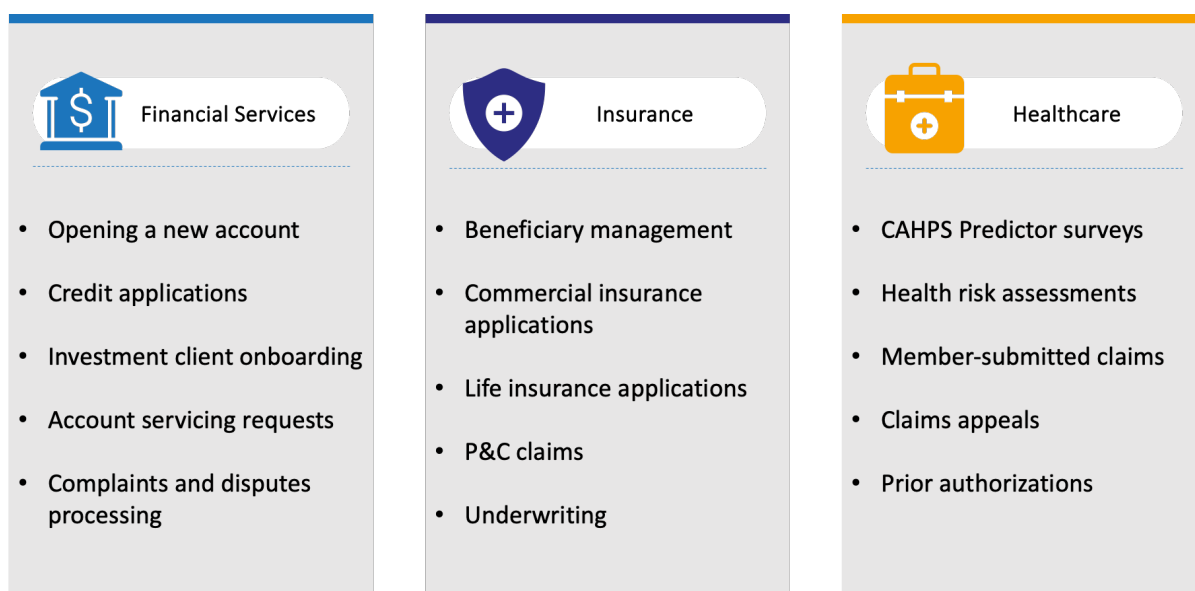 $ Financial Services
• Opening a new account
• Credit applications
• Investment client onboarding
• Account servicing requests
• Complaints and disputes
processing
Insurance
• Beneficiary management
• Commercial insurance
applications
• Life insurance applications
• P&C claims
• Underwriting
Healthcare
• CAHPS Predictor surveys
• Health risk assessments
• Member-submitted claims
• Claims appeals
• Prior authorizations